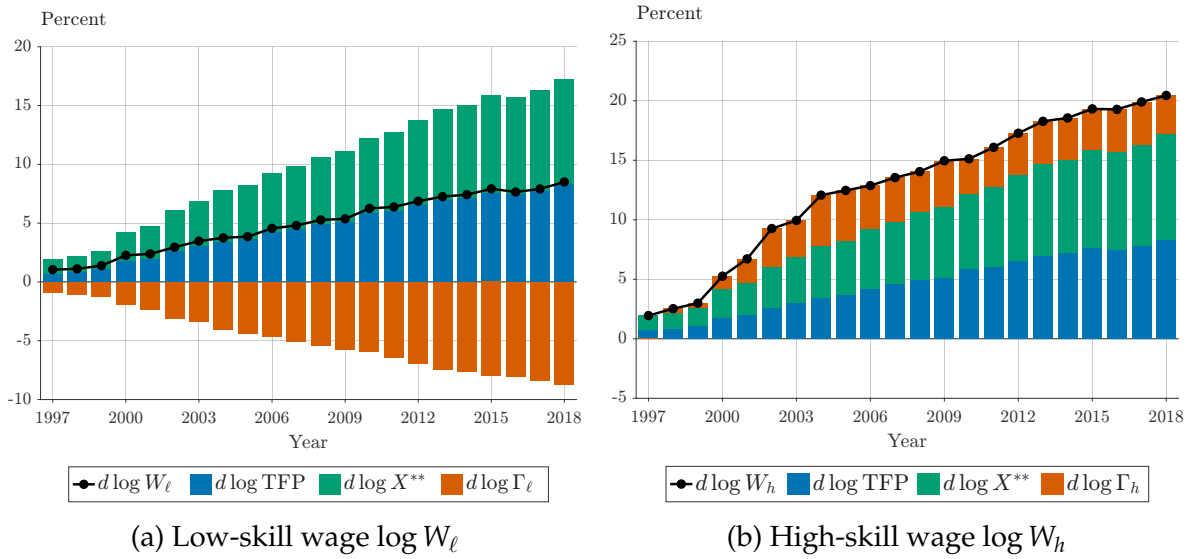 Percent
20
15
10
5
0
-5
-10
1997 2000 2003 2006 2009 2012 2015 2018
Year
d log W_ℓ d log TFP d log X** d log Γ_ℓ
(a) Low-skill wage log W_ℓ
Percent
25
20
15
10
5
0
-5
1997 2000 2003 2006 2009 2012 2015 2018
Year
d log W_h d log TFP d log X** d log Γ_h
(b) High-skill wage log W_h